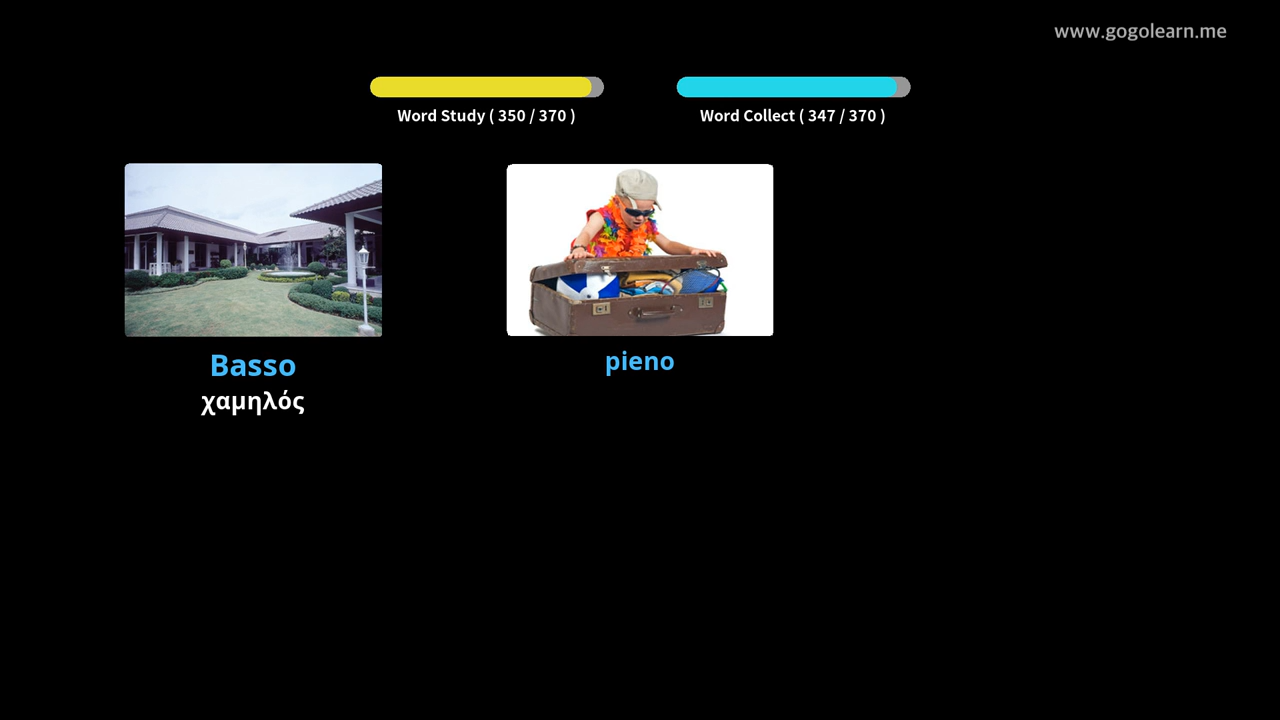 www.gogolearn.me
Word Study ( 350 / 370 )
Word Collect ( 347 / 370 )
Basso
χαμηλός
pieno